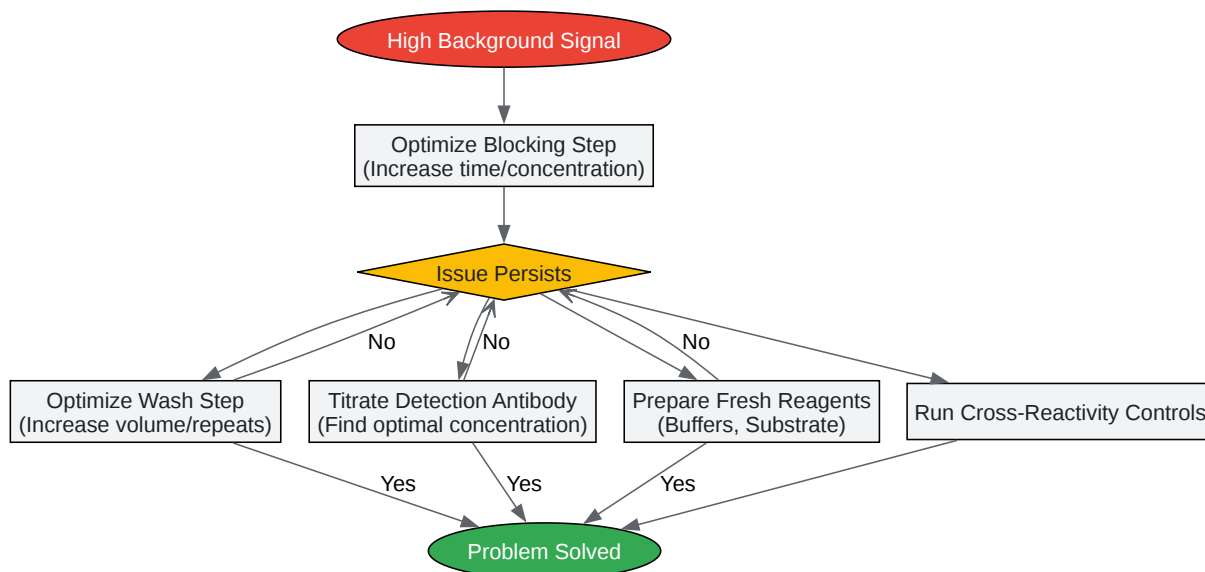 High Background Signal
Optimize Blocking Step
(Increase time/concentration)
Issue Persists
No
No
No
Optimize Wash Step
(Increase volume/repeats)
Titrate Detection Antibody
(Find optimal concentration)
Prepare Fresh Reagents
(Buffers, Substrate)
Run Cross-Reactivity Controls
Yes
Yes
Yes
Problem Solved